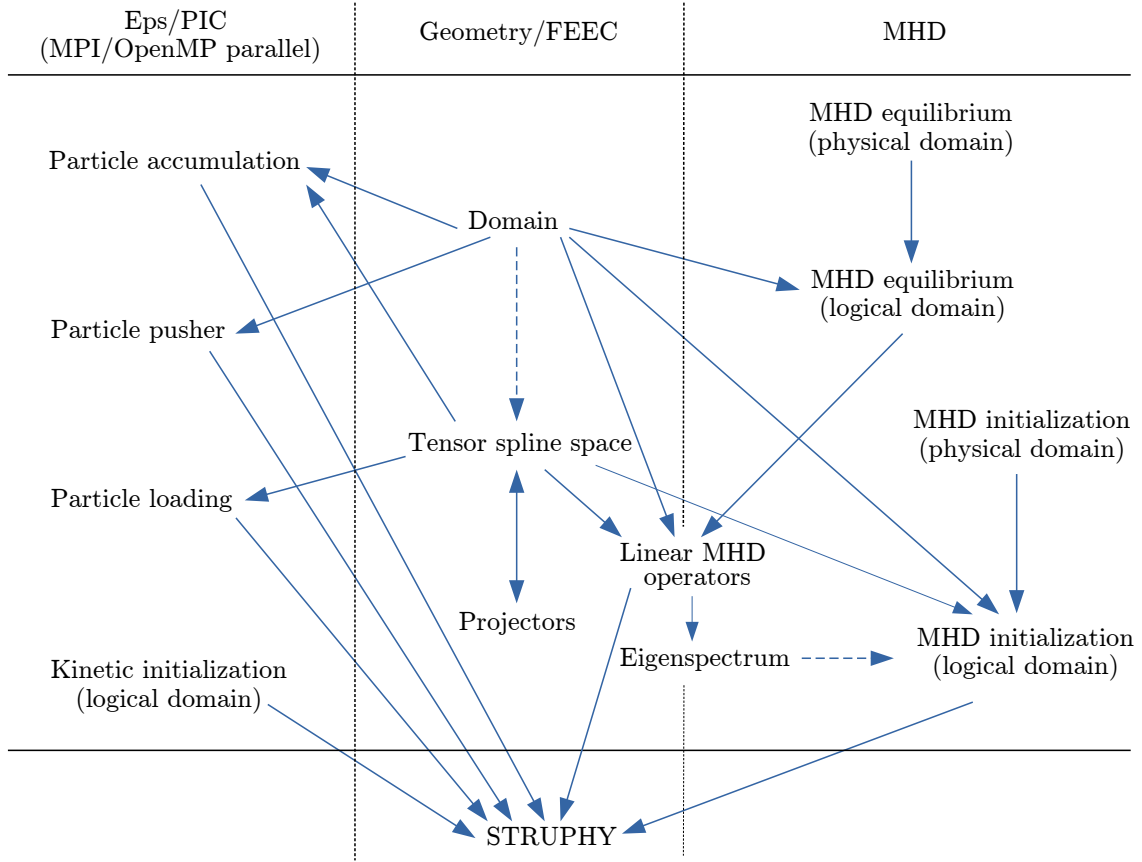 Eps/PIC
(MPI/OpenMP parallel)
Geometry/FEEC
MHD
MHD equilibrium
(physical domain)
Particle accumulation
Domain
MHD equilibrium
(logical domain)
Particle pusher
MHD initialization
(physical domain)
Tensor spline space
Particle loading
Linear MHD
operators
Projectors
MHD initialization
(logical domain)
Eigenspectrum
Kinetic initialization
(logical domain)
STRUPHY